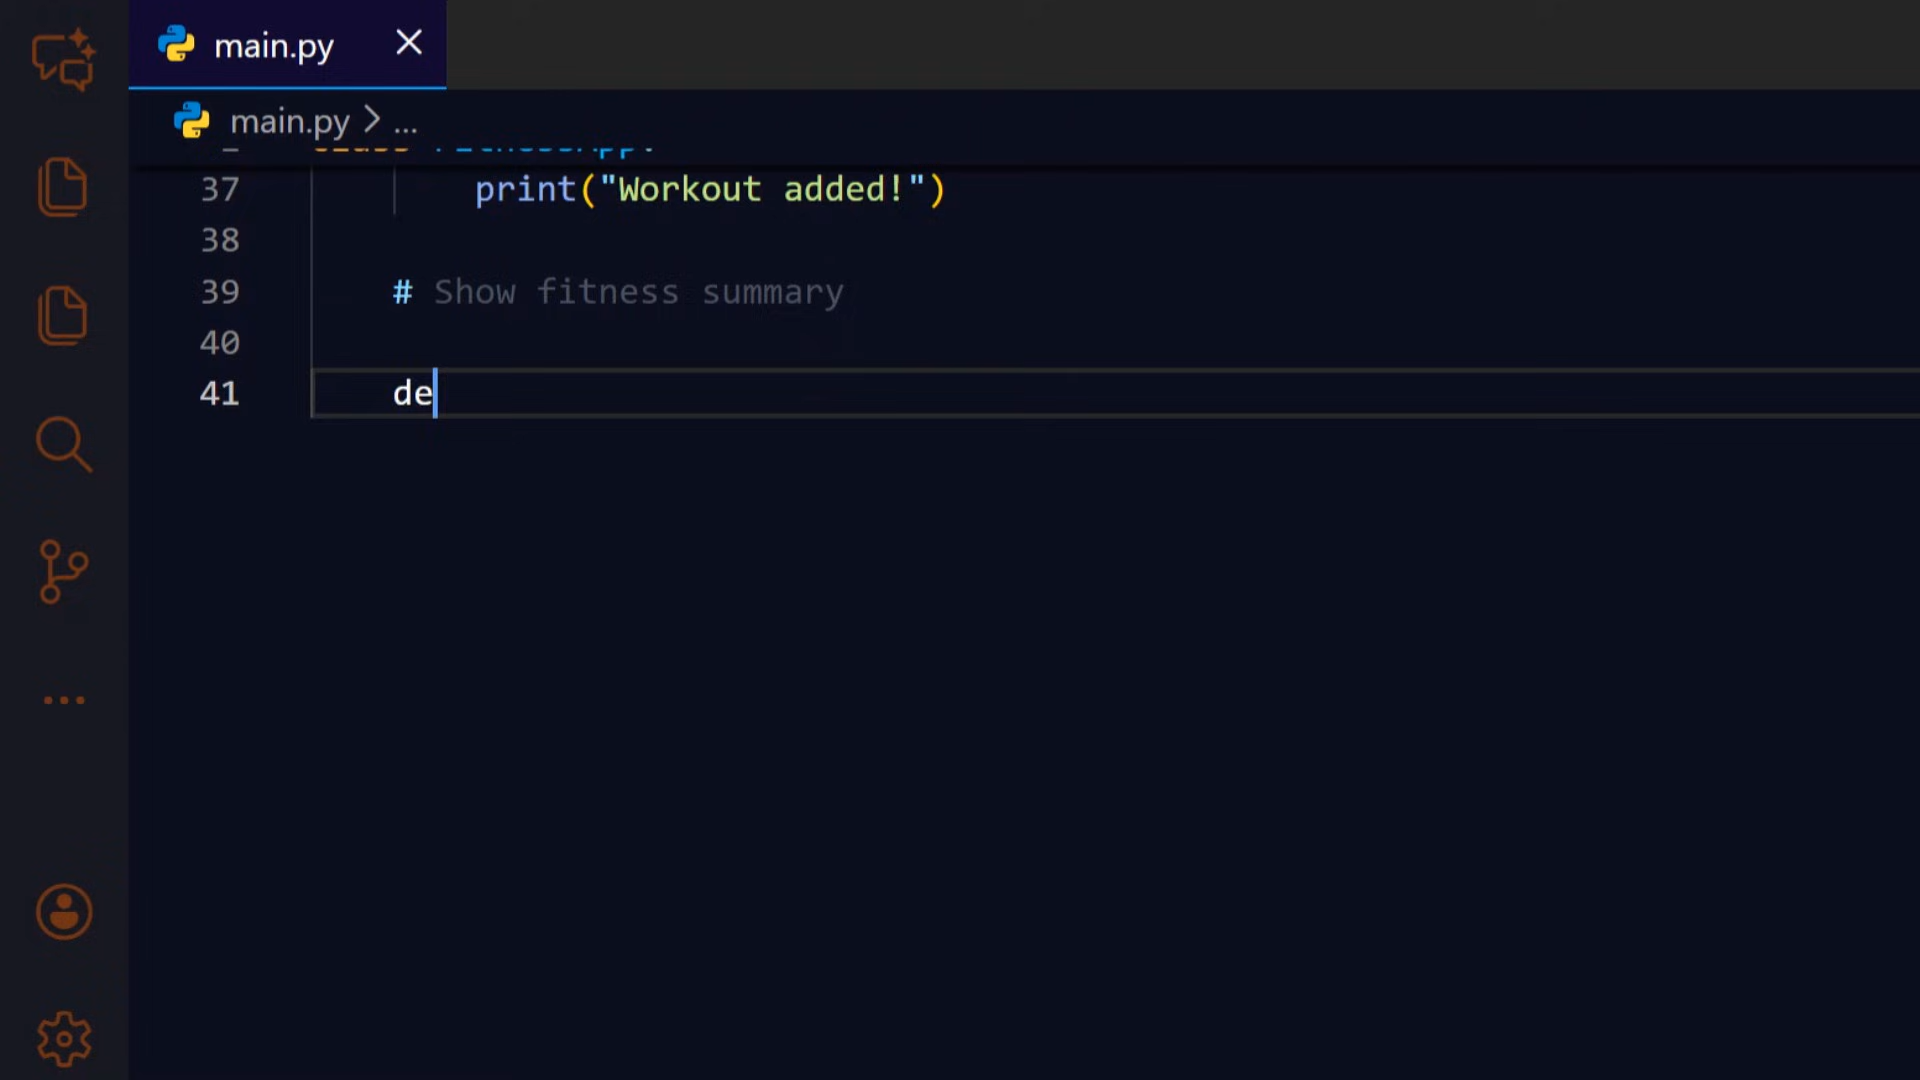 main.py
main.py > ...
37 print("Workout added!")
38
39 # Show fitness summary
40
41 de